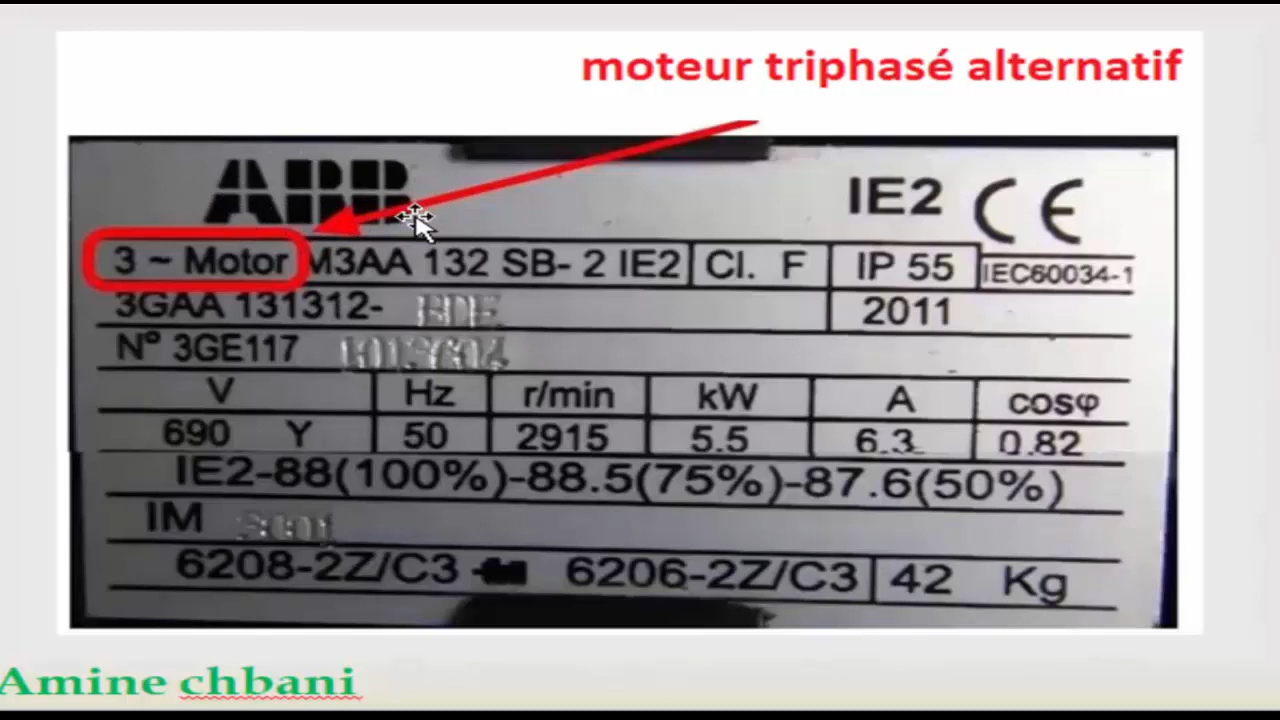 moteur triphasé alternatif
ABB
IE2 CE
3 ~ Motor M3AA 132 SB- 2 IE2 Cl. F IP 55 IEC60034-1
3GAA 131312- 2011
Nº 3GE117
V Hz r/min kW A cosφ
690 Y 50 2915 5.5 6.3 0.82
IE2-88(100%)-88.5(75%)-87.6(50%)
IM
6208-2Z/C3 6206-2Z/C3 42 Kg
Amine chbani